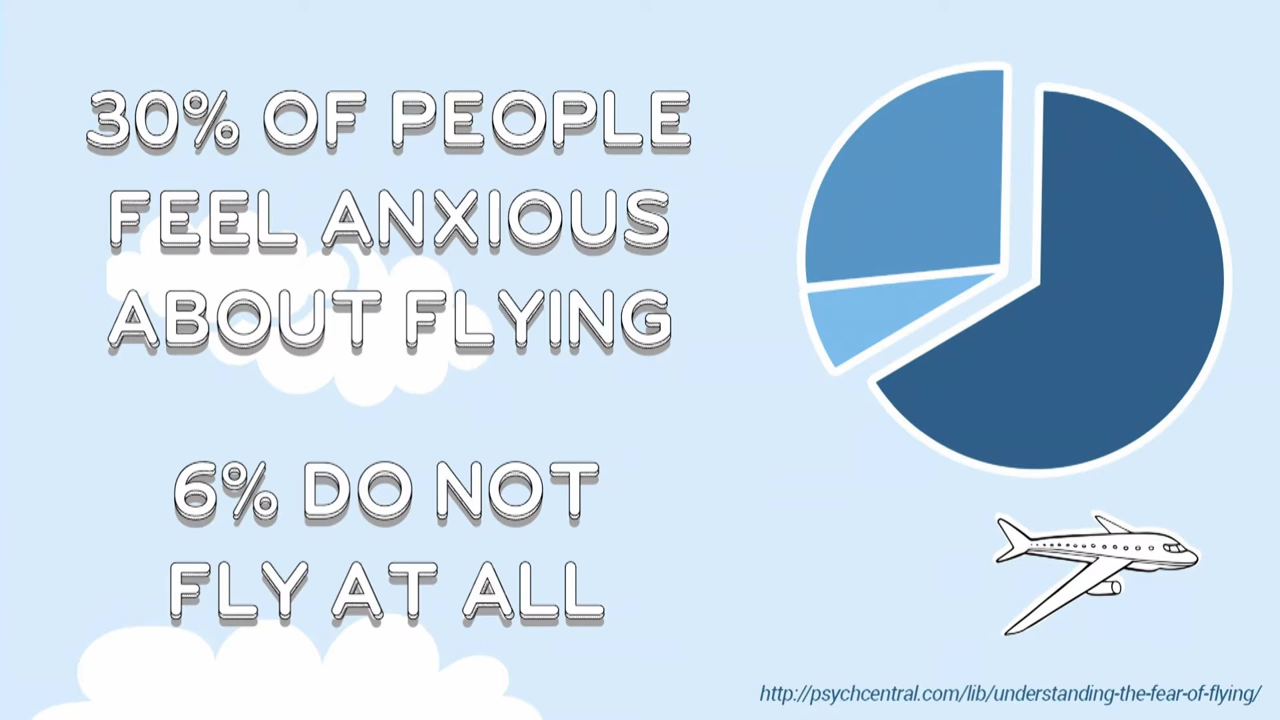 30% OF PEOPLE
FEEL ANXIOUS
ABOUT FLYING
6% DO NOT
FLY AT ALL
http://psychcentral.com/lib/understanding-the-fear-of-flying/